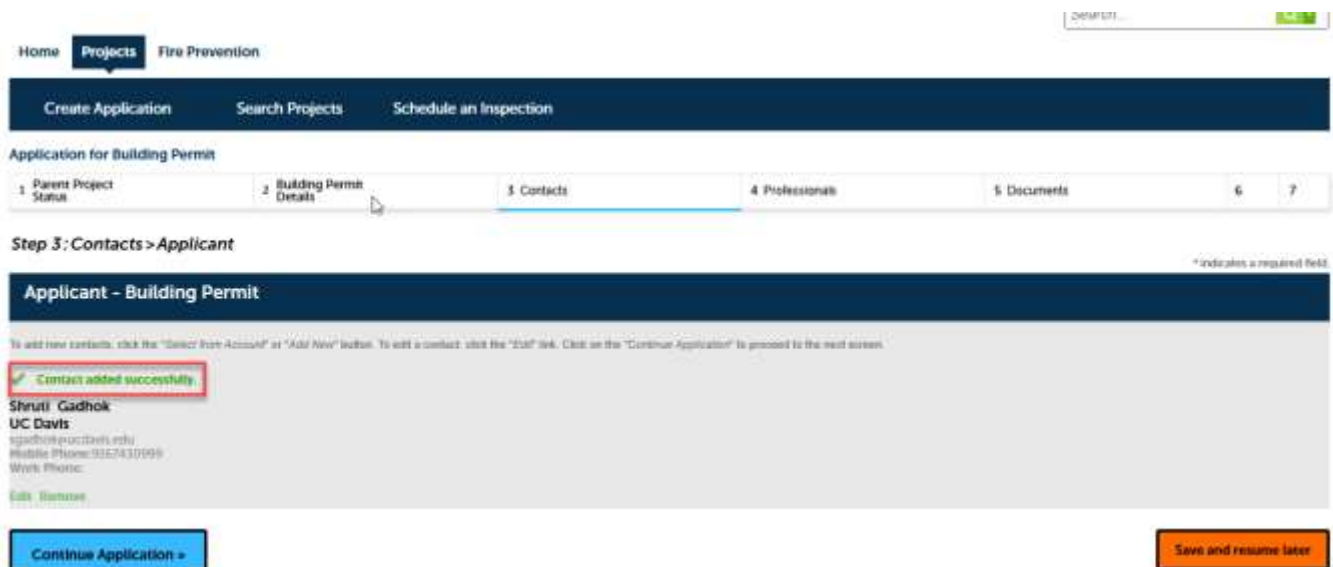 Search...
Home Projects Fire Prevention
Create Application Search Projects Schedule an Inspection
Application for Building Permit
1 Parent Project Status 2 Building Permit Details 3 Contacts 4 Professionals 5 Documents 6 7
Step 3: Contacts > Applicant
* indicates a required field.
Applicant - Building Permit
To add new contacts, click the "Select from Account" or "Add New" button. To edit a contact, click the "Edit" link. Click on the "Continue Application" to proceed to the next screen.
Contact added successfully.
Shruti Gadhok
UC Davis
sgadhok@ucdavis.edu
Mobile Phone:9167430999
Work Phone:
Edit Remove
Continue Application »
Save and resume later